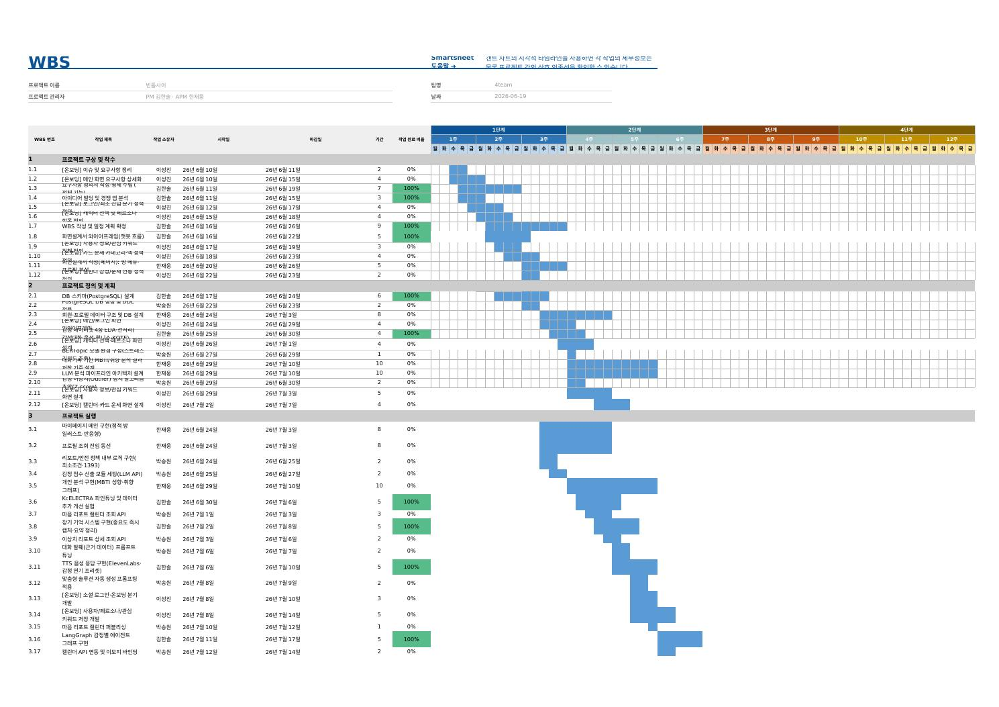 WBS
Smartsheet 도움말 →
간트 차트의 시각적 타임라인을 사용하면 각 작업의 세부정보는
물론 프로젝트 간의 상호 의존성을 확인할 수 있습니다
프로젝트 이름 빈틈사이 팀명 4team
프로젝트 관리자 PM 김한솔 · APM 한재웅 날짜 2026-06-19
WBS 번호 작업 제목 작업 소유자 시작일 마감일 기간 작업 완료 비율
1단계 2단계 3단계 4단계
1주 2주 3주 4주 5주 6주 7주 8주 9주 10주 11주 12주
월 화 수 목 금 월 화 수 목 금 월 화 수 목 금 월 화 수 목 금 월 화 수 목 금 월 화 수 목 금 월 화 수 목 금 월 화 수 목 금 월 화 수 목 금 월 화 수 목 금 월 화 수 목 금 월 화 수 목 금
1 프로젝트 구상 및 착수
1.1 [온보딩] 이슈 및 요구사항 정리 이성진 26년 6월 10일 26년 6월 11일 2 0%
1.2 [온보딩] 메인 화면 요구사항 상세화 이성진 26년 6월 10일 26년 6월 15일 4 0%
1.3 요구사항 정의서 작성·명세 수립 (전체 기능) 김한솔 26년 6월 11일 26년 6월 19일 7 100%
1.4 아이디어 빌딩 및 경쟁 앱 분석 김한솔 26년 6월 11일 26년 6월 15일 3 100%
1.5 [온보딩] 로그인/최초 진입 분기 정책 정의 이성진 26년 6월 12일 26년 6월 17일 4 0%
1.6 [온보딩] 캐릭터 선택 및 페르소나 항목 정의 이성진 26년 6월 15일 26년 6월 18일 4 0%
1.7 WBS 작성 및 일정 계획 확정 김한솔 26년 6월 16일 26년 6월 26일 9 100%
1.8 화면설계서 와이어프레임(챗봇 흐름) 김한솔 26년 6월 16일 26년 6월 22일 5 100%
1.9 [온보딩] 사용자 정보/관심 키워드 정책 정의 이성진 26년 6월 17일 26년 6월 19일 3 0%
1.10 [온보딩] 카드 운세 카테고리·덱 정책 정의 이성진 26년 6월 18일 26년 6월 23일 4 0%
1.11 화면설계서 작성(페이지): 방 메뉴·프로필 분석 한재웅 26년 6월 20일 26년 6월 26일 5 0%
1.12 [온보딩] 캘린더 감정/운세 연동 정책 정의 이성진 26년 6월 22일 26년 6월 23일 2 0%
2 프로젝트 정의 및 계획
2.1 DB 스키마(PostgreSQL) 설계 김한솔 26년 6월 17일 26년 6월 24일 6 100%
2.2 PostgreSQL DB 생성 및 DDL 적용 박송원 26년 6월 22일 26년 6월 23일 2 0%
2.3 회원·프로필 데이터 구조 및 DB 설계 한재웅 26년 6월 24일 26년 7월 3일 8 0%
2.4 [온보딩] 메인/로그인 화면 와이어프레임 이성진 26년 6월 24일 26년 6월 29일 4 0%
2.5 감정 데이터셋 4종 EDA·전처리(감성대화·음성·웰니스·KOTE) 김한솔 26년 6월 25일 26년 6월 30일 4 100%
2.6 [온보딩] 캐릭터 선택·페르소나 화면 설계 이성진 26년 6월 26일 26년 7월 1일 4 0%
2.7 BERTopic 모델 환경 구성(스트레스 키워드 추출) 박송원 26년 6월 27일 26년 6월 29일 1 0%
2.8 대화기록 기반 MBTI/취향 분석 결과 저장 기준 설계 한재웅 26년 6월 29일 26년 7월 10일 10 0%
2.9 LLM 분석 파이프라인 아키텍처 설계 한재웅 26년 6월 29일 26년 7월 10일 10 0%
2.10 감정 이상치(Outlier) 탐지 알고리즘 초안(Z-score) 박송원 26년 6월 29일 26년 6월 30일 2 0%
2.11 [온보딩] 사용자 정보/관심 키워드 화면 설계 이성진 26년 6월 29일 26년 7월 3일 5 0%
2.12 [온보딩] 캘린더·카드 운세 화면 설계 이성진 26년 7월 2일 26년 7월 7일 4 0%
3 프로젝트 실행
3.1 마이페이지 메인 구현(정적 방 일러스트·반응형) 한재웅 26년 6월 24일 26년 7월 3일 8 0%
3.2 프로필 조회 진입 동선 한재웅 26년 6월 24일 26년 7월 3일 8 0%
3.3 리포트/안전 정책 내부 로직 구현(최소조건·1393) 박송원 26년 6월 24일 26년 6월 25일 2 0%
3.4 감정 점수 산출 모듈 세팅(LLM API) 박송원 26년 6월 25일 26년 6월 27일 2 0%
3.5 개인 분석 구현(MBTI 성향·취향 그래프) 한재웅 26년 6월 29일 26년 7월 10일 10 0%
3.6 KcELECTRA 파인튜닝 및 데이터 추가 개선 실험 김한솔 26년 6월 30일 26년 7월 6일 5 100%
3.7 마음 리포트 캘린더 조회 API 박송원 26년 7월 1일 26년 7월 3일 3 0%
3.8 장기 기억 시스템 구현(중요도 즉시 캡처·요약 정리) 김한솔 26년 7월 2일 26년 7월 8일 5 100%
3.9 이상치 리포트 상세 조회 API 박송원 26년 7월 3일 26년 7월 6일 2 0%
3.10 대화 발췌(근거 데이터) 프롬프트 튜닝 박송원 26년 7월 6일 26년 7월 7일 2 0%
3.11 TTS 음성 응답 구현(ElevenLabs·감정 연기 프리셋) 김한솔 26년 7월 6일 26년 7월 10일 5 100%
3.12 맞춤형 솔루션 자동 생성 프롬프팅 적용 박송원 26년 7월 8일 26년 7월 9일 2 0%
3.13 [온보딩] 소셜 로그인·온보딩 분기 개발 이성진 26년 7월 8일 26년 7월 10일 3 0%
3.14 [온보딩] 사용자/페르소나/관심 키워드 저장 개발 이성진 26년 7월 8일 26년 7월 14일 5 0%
3.15 마음 리포트 캘린더 퍼블리싱 박송원 26년 7월 10일 26년 7월 12일 1 0%
3.16 LangGraph 감정별 에이전트 그래프 구현 김한솔 26년 7월 11일 26년 7월 17일 5 100%
3.17 캘린더 API 연동 및 이모지 바인딩 박송원 26년 7월 12일 26년 7월 14일 2 0%